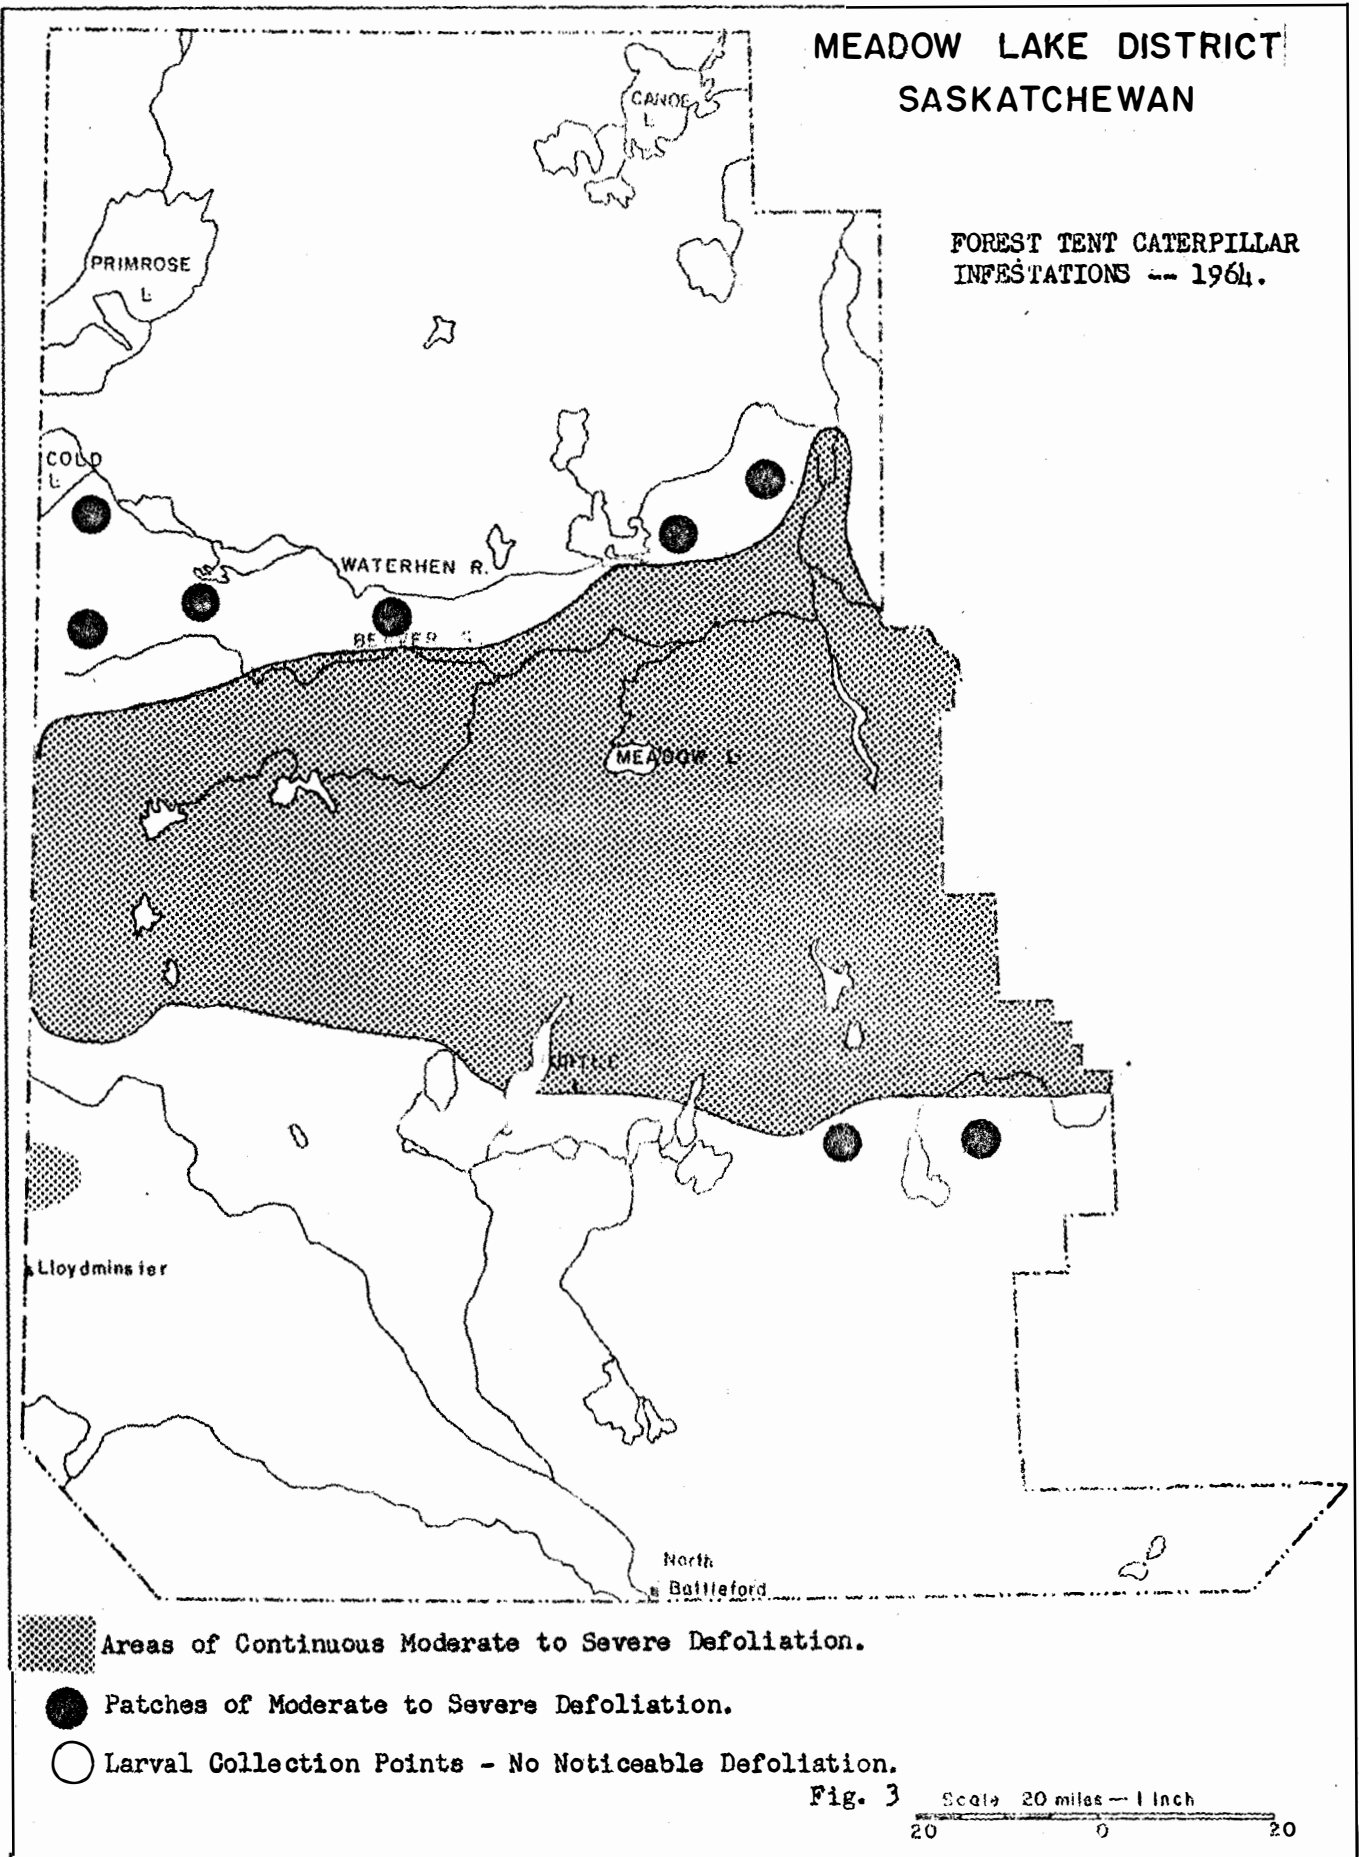 MEADOW LAKE DISTRICT
SASKATCHEWAN
FOREST TENT CATERPILLAR
INFESTATIONS -- 1964.
CANOE
L
PRIMROSE
L
COLD
L
WATERHEN R.
BEAVER
MEADOW L
L
Lloydminster
North
Battleford
Areas of Continuous Moderate to Severe Defoliation.
Patches of Moderate to Severe Defoliation.
Larval Collection Points - No Noticeable Defoliation.
Fig. 3
Scale 20 miles — 1 Inch
20 0 20